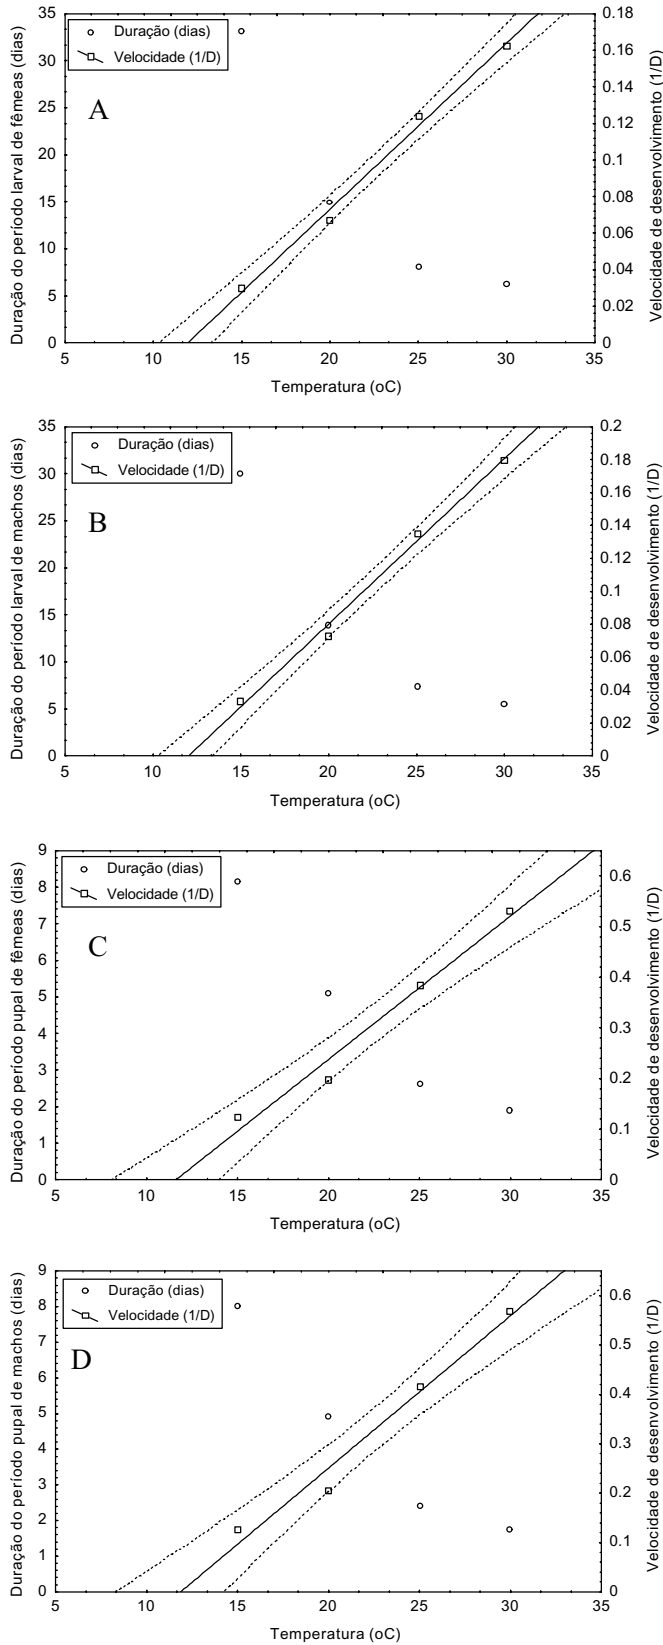 Duração do período larval de fêmeas (dias)
35
30
25
20
15
10
5
0
Duração (dias)
Velocidade (1/D)
A
0.18
0.16
0.14
0.12
0.1
0.08
0.06
0.04
0.02
0
Velocidade de desenvolvimento (1/D)
5 10 15 20 25 30 35
Temperatura (oC)
Duração do período larval de machos (dias)
35
30
25
20
15
10
5
0
Duração (dias)
Velocidade (1/D)
B
0.2
0.18
0.16
0.14
0.12
0.1
0.08
0.06
0.04
0.02
0
Velocidade de desenvolvimento (1/D)
5 10 15 20 25 30 35
Temperatura (oC)
Duração do período pupal de fêmeas (dias)
9
8
7
6
5
4
3
2
1
0
Duração (dias)
Velocidade (1/D)
C
0.6
0.5
0.4
0.3
0.2
0.1
0
Velocidade de desenvolvimento (1/D)
5 10 15 20 25 30 35
Temperatura (oC)
Duração do período pupal de machos (dias)
9
8
7
6
5
4
3
2
1
0
Duração (dias)
Velocidade (1/D)
D
0.6
0.5
0.4
0.3
0.2
0.1
0
Velocidade de desenvolvimento (1/D)
5 10 15 20 25 30 35
Temperatura (oC)